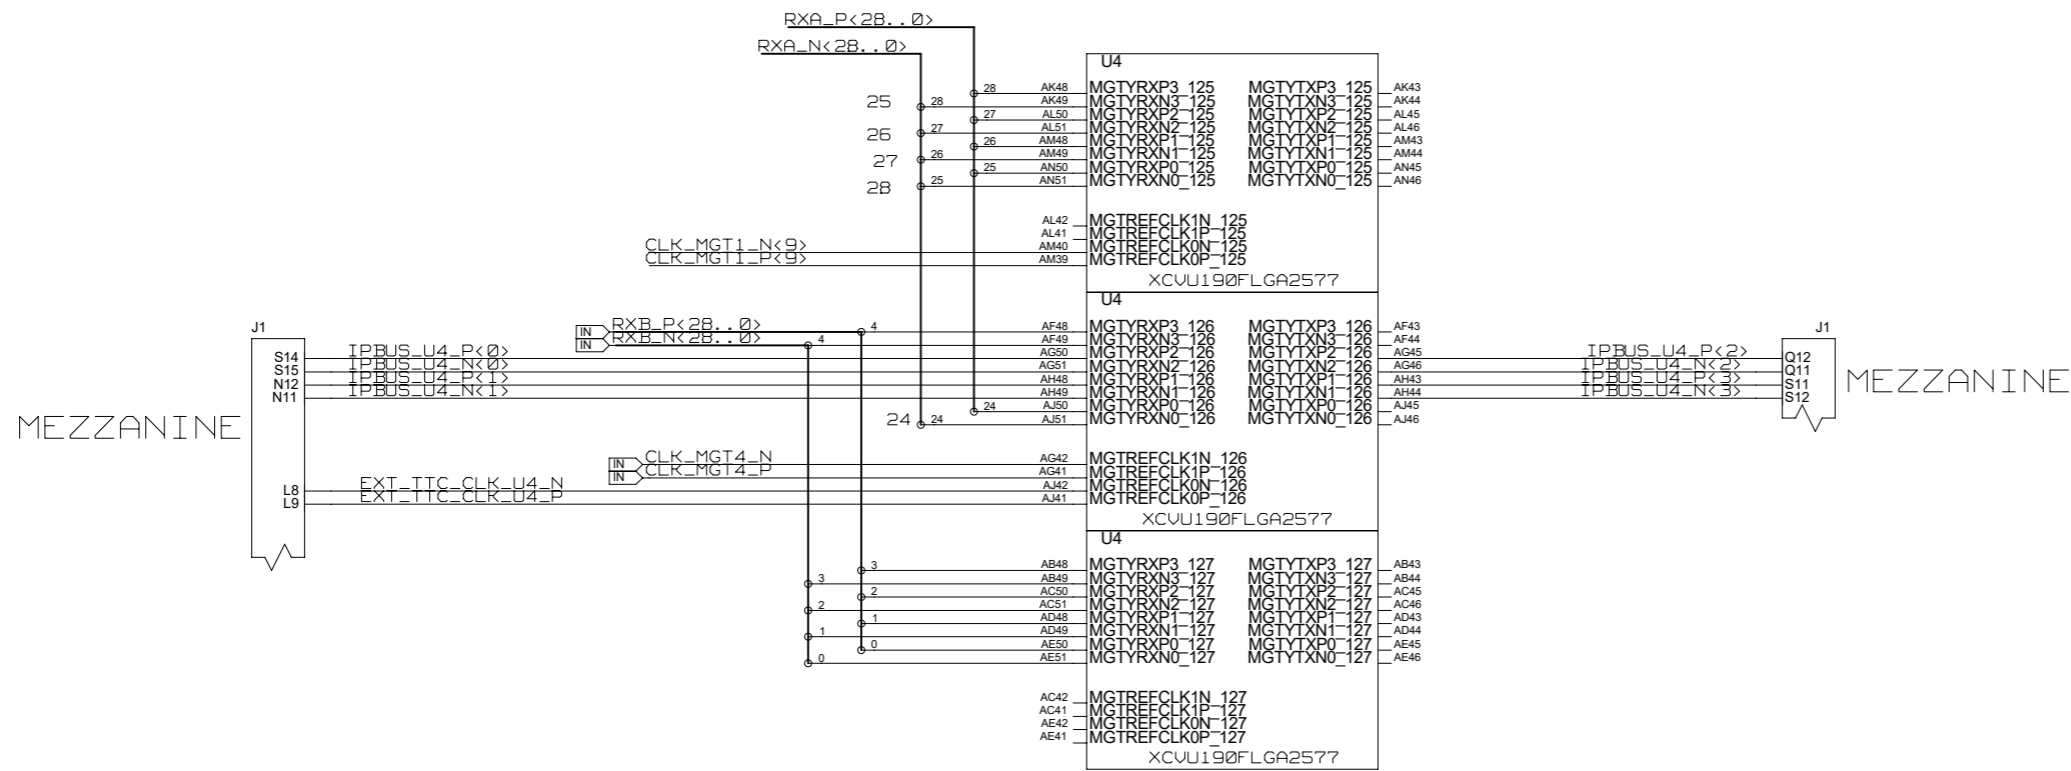 RXA_P<28..0>
RXA_N<28..0>
U4
28 AK48 MGTYRXP3_125 MGTYTXP3_125 AK43
25 28 AK49 MGTYRXN3_125 MGTYTXN3_125 AK44
27 AL50 MGTYRXP2_125 MGTYTXP2_125 AL45
26 27 AL51 MGTYRXN2_125 MGTYTXN2_125 AL46
26 AM48 MGTYRXP1_125 MGTYTXP1_125 AM43
27 26 AM49 MGTYRXN1_125 MGTYTXN1_125 AM44
25 AN50 MGTYRXP0_125 MGTYTXP0_125 AN45
28 25 AN51 MGTYRXN0_125 MGTYTXN0_125 AN46
AL42 MGTREFCLK1N_125
AL41 MGTREFCLK1P_125
CLK_MGT1_N<9> AM40 MGTREFCLK0N_125
CLK_MGT1_P<9> AM39 MGTREFCLK0P_125
XCVU190FLGA2577
U4
J1 IN RXB_P<28..0> 4 AF48 MGTYRXP3_126 MGTYTXP3_126 AF43 J1
IN RXB_N<28..0> 4 AF49 MGTYRXN3_126 MGTYTXN3_126 AF44
S14 IPBUS_U4_P<0> AG50 MGTYRXP2_126 MGTYTXP2_126 AG45 IPBUS_U4_P<2> Q12
S15 IPBUS_U4_N<0> AG51 MGTYRXN2_126 MGTYTXN2_126 AG46 IPBUS_U4_N<2> Q11
N12 IPBUS_U4_P<1> AH48 MGTYRXP1_126 MGTYTXP1_126 AH43 IPBUS_U4_P<3> S11 MEZZANINE
N11 IPBUS_U4_N<1> AH49 MGTYRXN1_126 MGTYTXN1_126 AH44 IPBUS_U4_N<3> S12
24 AJ50 MGTYRXP0_126 MGTYTXP0_126 AJ45
MEZZANINE 24 24 AJ51 MGTYRXN0_126 MGTYTXN0_126 AJ46
IN CLK_MGT4_N AG42 MGTREFCLK1N_126
IN CLK_MGT4_P AG41 MGTREFCLK1P_126
L8 EXT_TTC_CLK_U4_N AJ42 MGTREFCLK0N_126
L9 EXT_TTC_CLK_U4_P AJ41 MGTREFCLK0P_126
XCVU190FLGA2577
U4
3 AB48 MGTYRXP3_127 MGTYTXP3_127 AB43
3 AB49 MGTYRXN3_127 MGTYTXN3_127 AB44
2 AC50 MGTYRXP2_127 MGTYTXP2_127 AC45
2 AC51 MGTYRXN2_127 MGTYTXN2_127 AC46
1 AD48 MGTYRXP1_127 MGTYTXP1_127 AD43
1 AD49 MGTYRXN1_127 MGTYTXN1_127 AD44
0 AE50 MGTYRXP0_127 MGTYTXP0_127 AE45
0 AE51 MGTYRXN0_127 MGTYTXN0_127 AE46
AC42 MGTREFCLK1N_127
AC41 MGTREFCLK1P_127
AE42 MGTREFCLK0N_127
AE41 MGTREFCLK0P_127
XCVU190FLGA2577